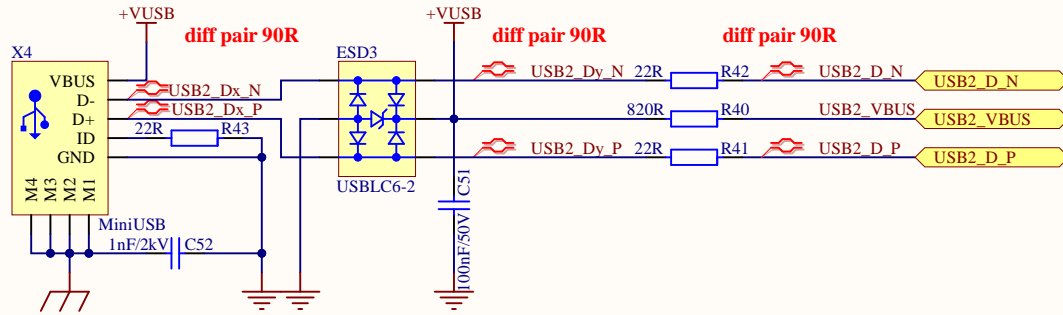 +VUSB
+VUSB
diff pair 90R
diff pair 90R
diff pair 90R
X4
ESD3
VBUS
USB2_Dy_N
22R
R42
USB2_D_N
USB2_D_N
D-
USB2_Dx_N
D+
USB2_Dx_P
820R
R40
USB2_VBUS
USB2_VBUS
ID
22R
R43
GND
USB2_Dy_P
22R
R41
USB2_D_P
USB2_D_P
M4
M3
M2
M1
USBLC6-2
C51
100nF/50V
MiniUSB
1nF/2kV
C52